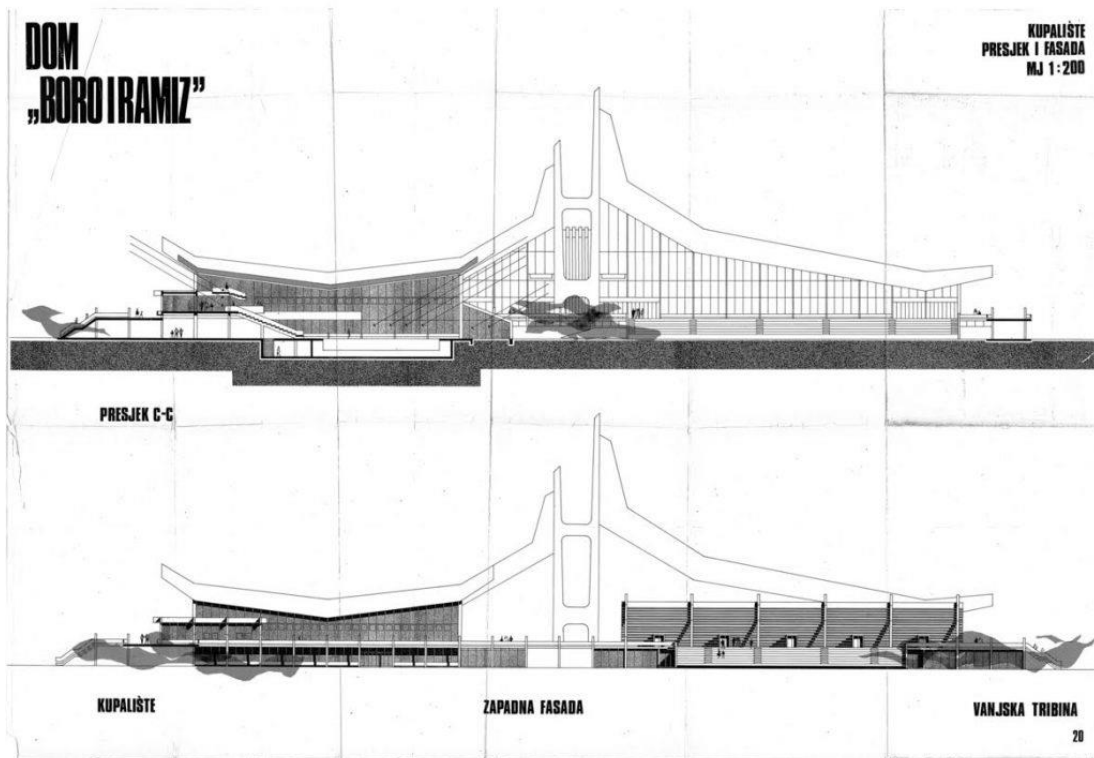 DOM
„BORO I RAMIZ”
KUPALIŠTE
PRESJEK I FASADA
MJ 1:200
PRESJEK C-C
KUPALIŠTE
ZAPADNA FASADA
VANJSKA TRIBINA
20